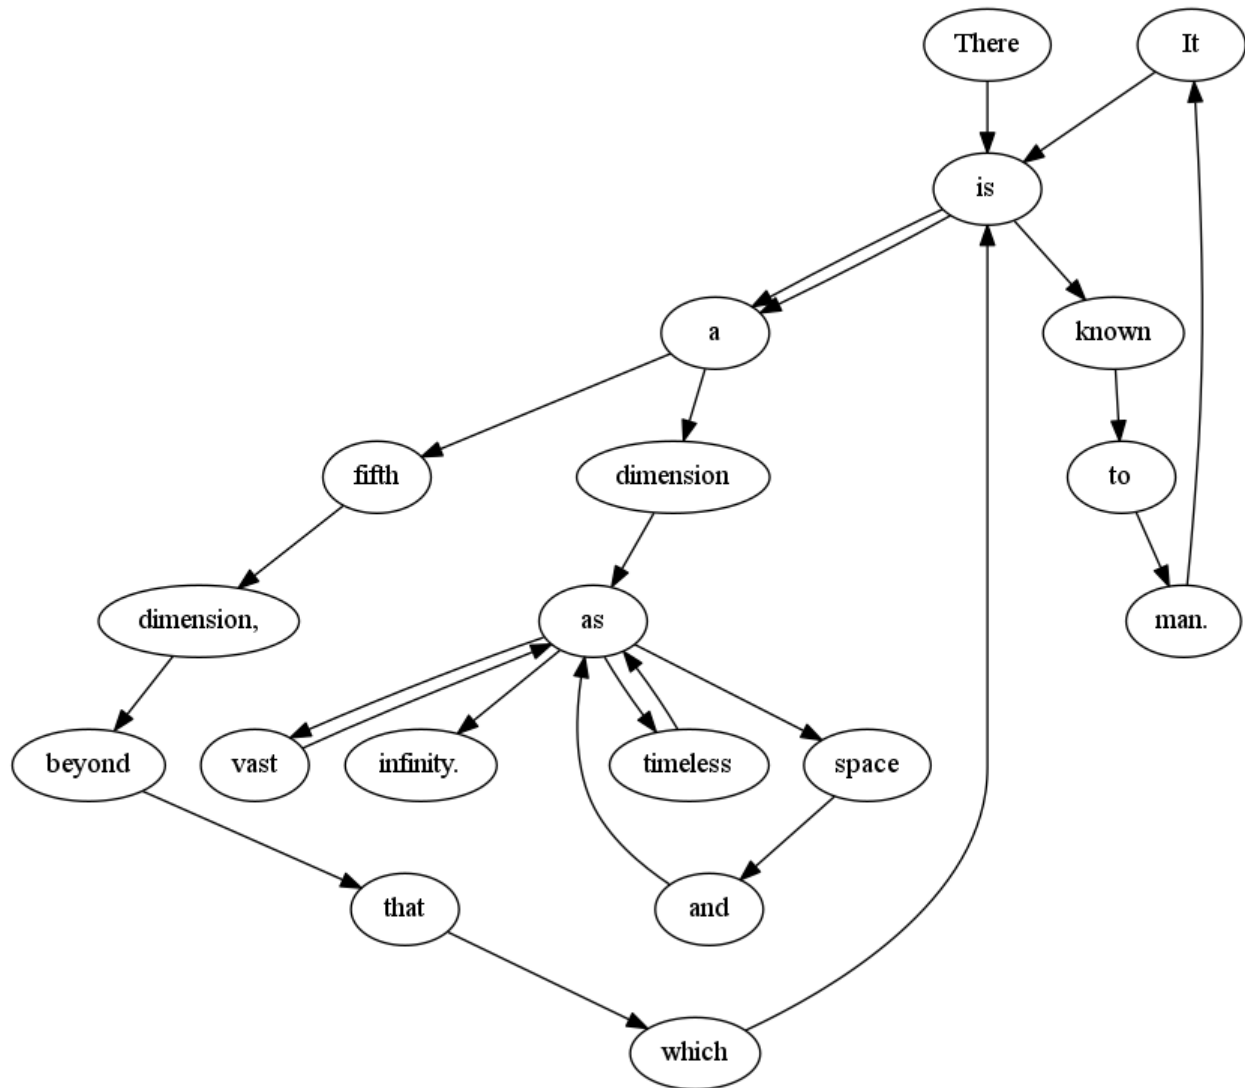 There
It
is
a
known
fifth
dimension
to
dimension,
as
man.
beyond
vast
infinity.
timeless
space
that
and
which